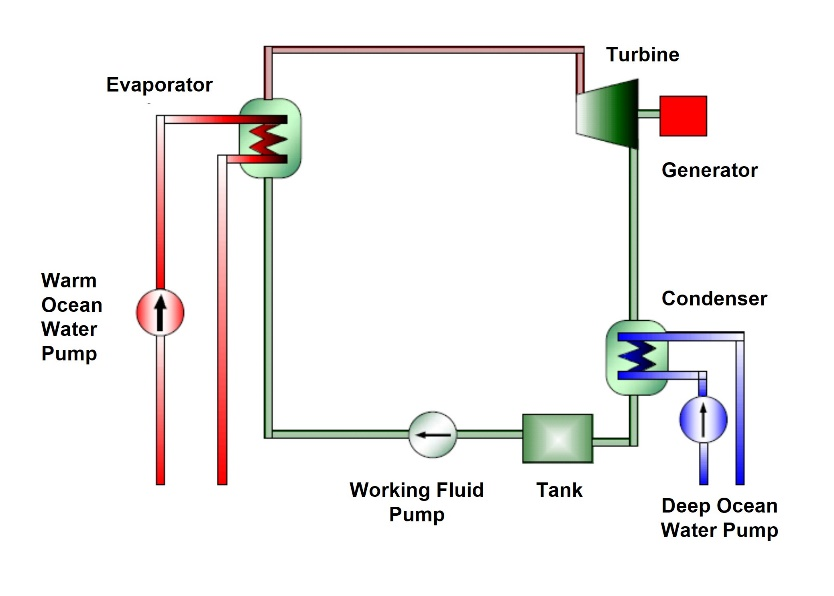 Turbine
Evaporator
Generator
Warm
Ocean
Water
Pump
Condenser
Working Fluid
Pump
Tank
Deep Ocean
Water Pump